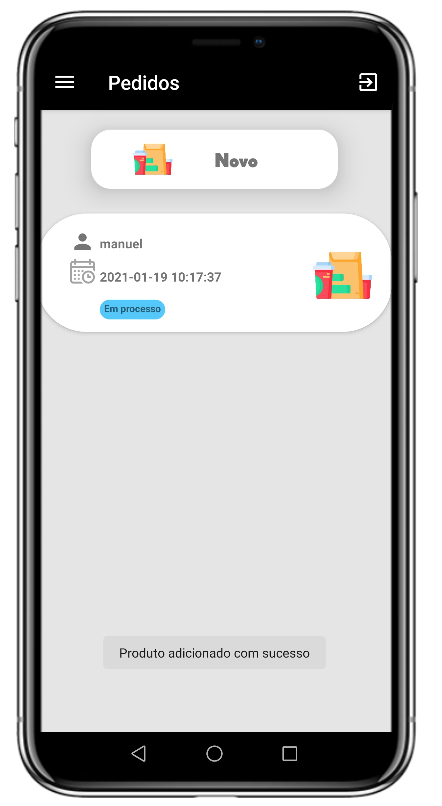 Pedidos
Novo
manuel
2021-01-19 10:17:37
Em processo
Produto adicionado com sucesso